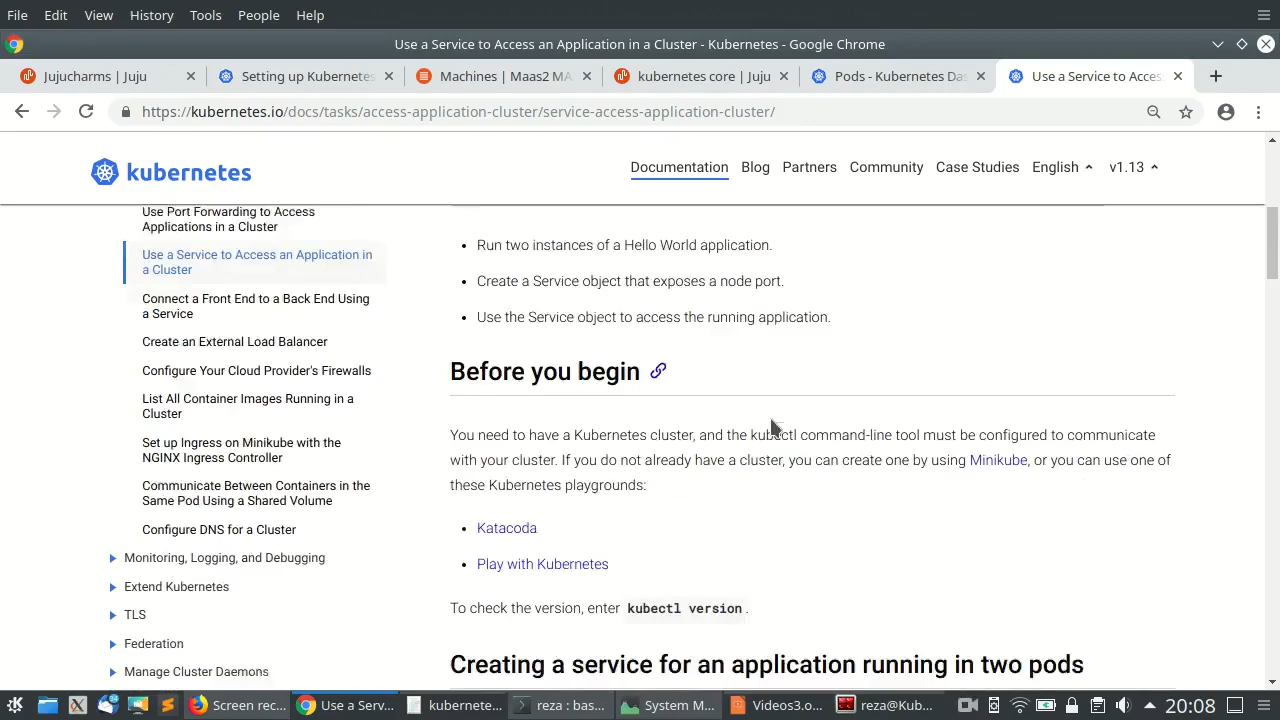 File Edit View History Tools People Help
Use a Service to Access an Application in a Cluster - Kubernetes - Google Chrome
Jujucharms | Juju
Setting up Kubernetes
Machines | Maas2 MA
kubernetes core | Juju
Pods - Kubernetes Das
Use a Service to Acces
https://kubernetes.io/docs/tasks/access-application-cluster/service-access-application-cluster/
kubernetes
Documentation Blog Partners Community Case Studies English v1.13
Use Port Forwarding to Access
Applications in a Cluster
Use a Service to Access an Application in
a Cluster
Connect a Front End to a Back End Using
a Service
Create an External Load Balancer
Configure Your Cloud Provider's Firewalls
List All Container Images Running in a
Cluster
Set up Ingress on Minikube with the
NGINX Ingress Controller
Communicate Between Containers in the
Same Pod Using a Shared Volume
Configure DNS for a Cluster
Monitoring, Logging, and Debugging
Extend Kubernetes
TLS
Federation
Manage Cluster Daemons
Run two instances of a Hello World application.
Create a Service object that exposes a node port.
Use the Service object to access the running application.
Before you begin
You need to have a Kubernetes cluster, and the kubectl command-line tool must be configured to communicate
with your cluster. If you do not already have a cluster, you can create one by using Minikube, or you can use one of
these Kubernetes playgrounds:
Katacoda
Play with Kubernetes
To check the version, enter kubectl version.
Creating a service for an application running in two pods
Screen rec...
Use a Serv...
kubernete...
reza : bas...
System M...
Videos3.o...
reza@Kub...
20:08